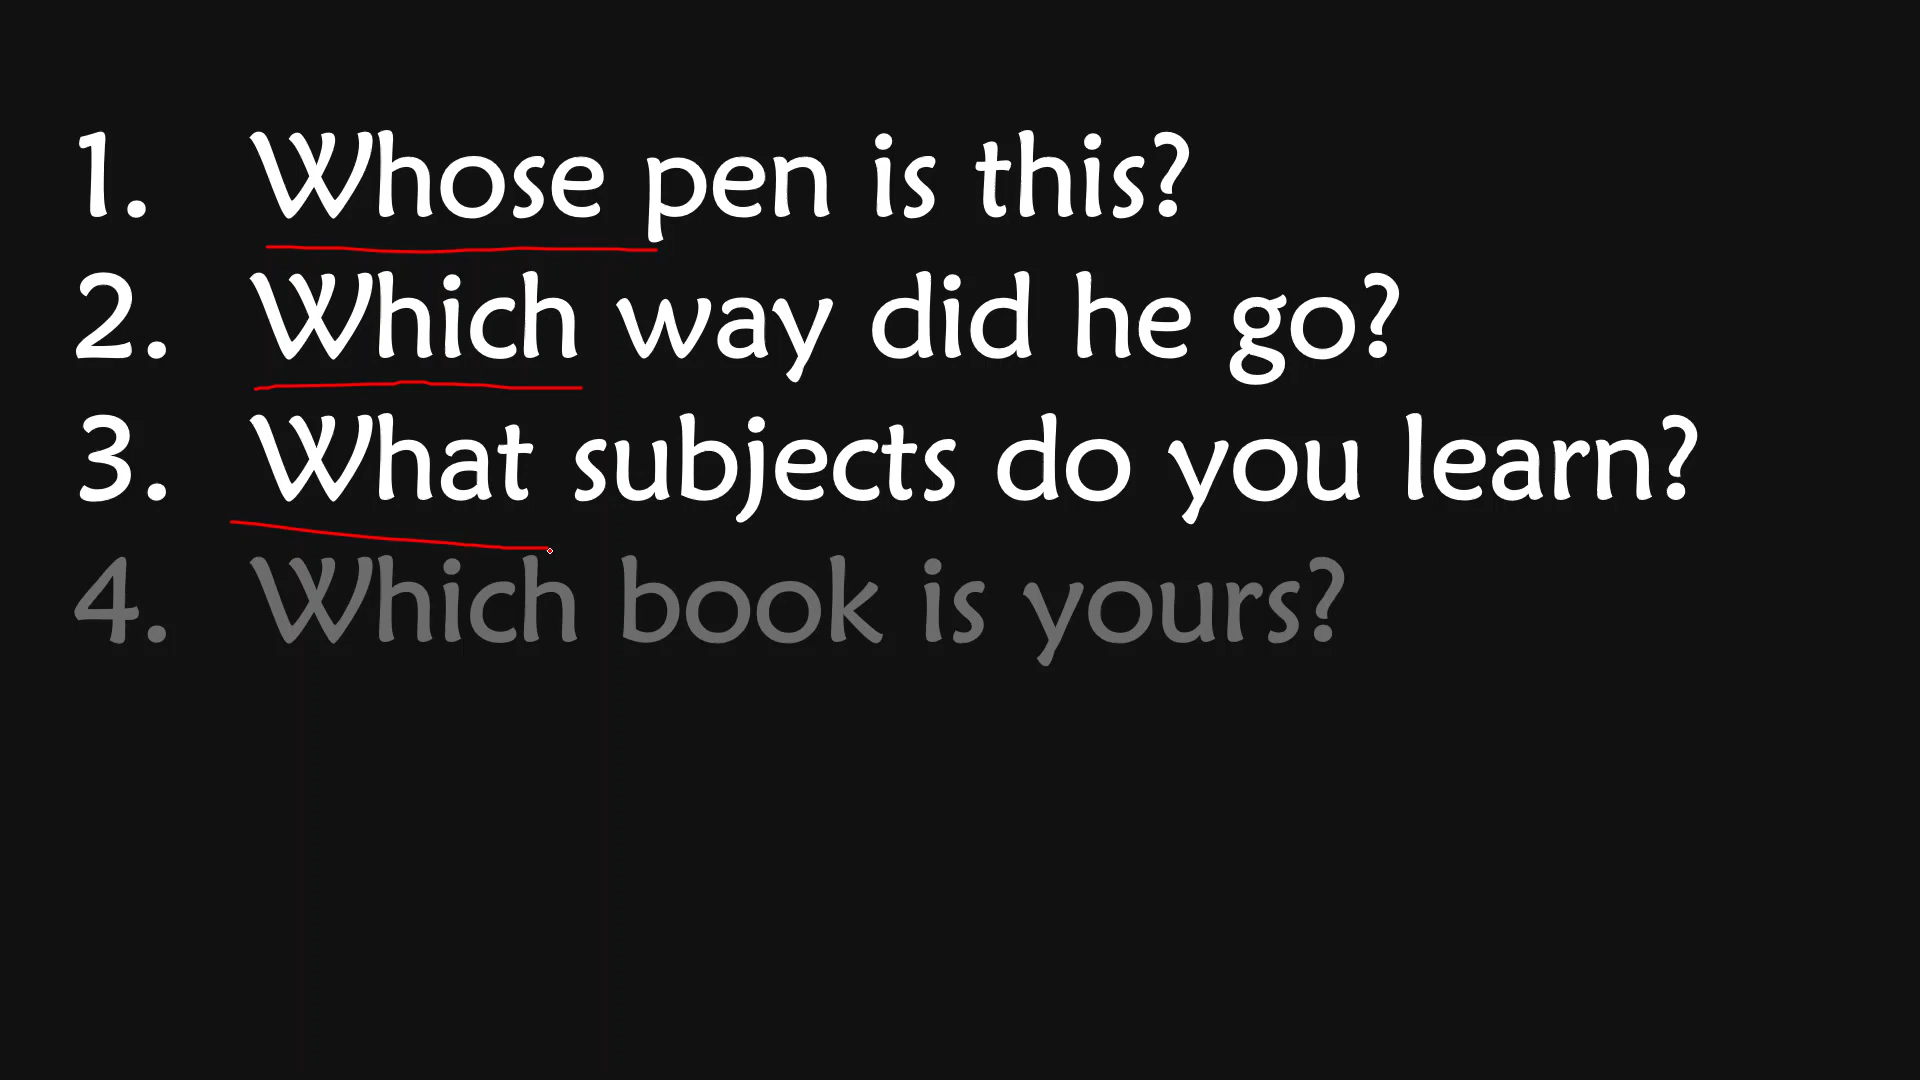 1. Whose pen is this?
2. Which way did he go?
3. What subjects do you learn?
4. Which book is yours?